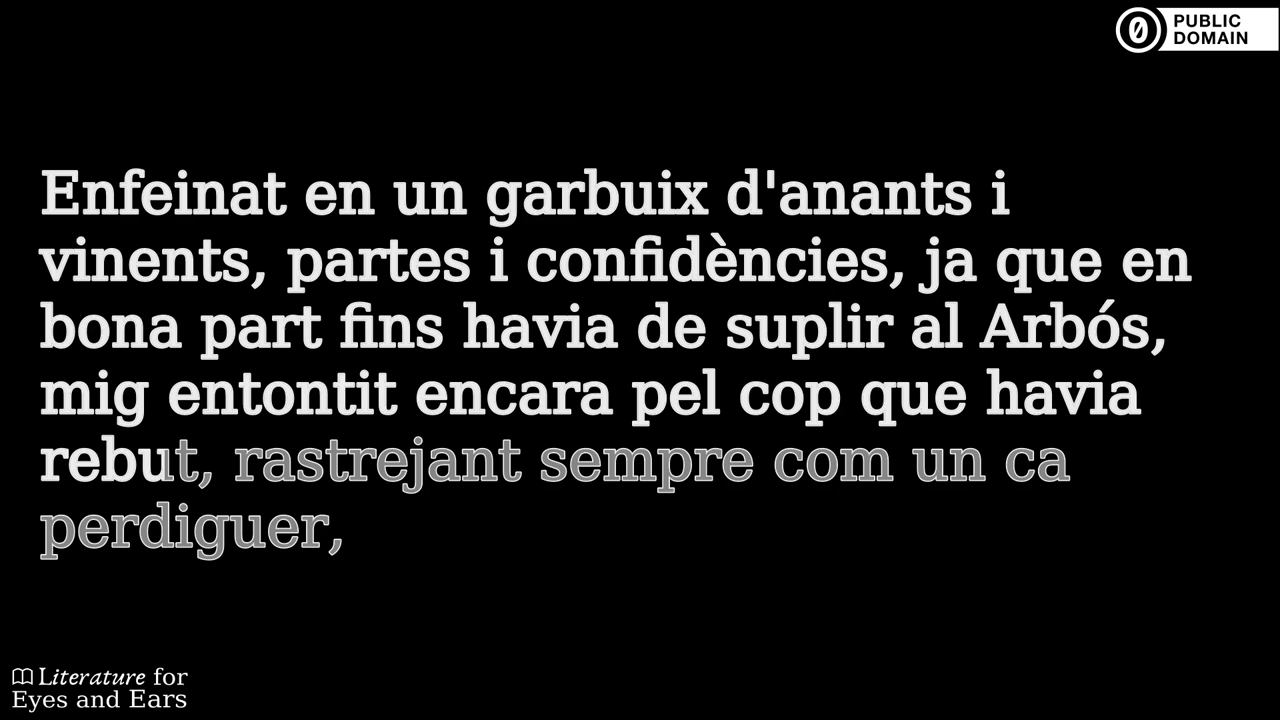 PUBLIC
DOMAIN
Enfeinat en un garbuix d'anants i
vinents, partes i confidències, ja que en
bona part fins havia de suplir al Arbós,
mig entontit encara pel cop que havia
rebut, rastrejant sempre com un ca
perdiguer,
Literature for
Eyes and Ears